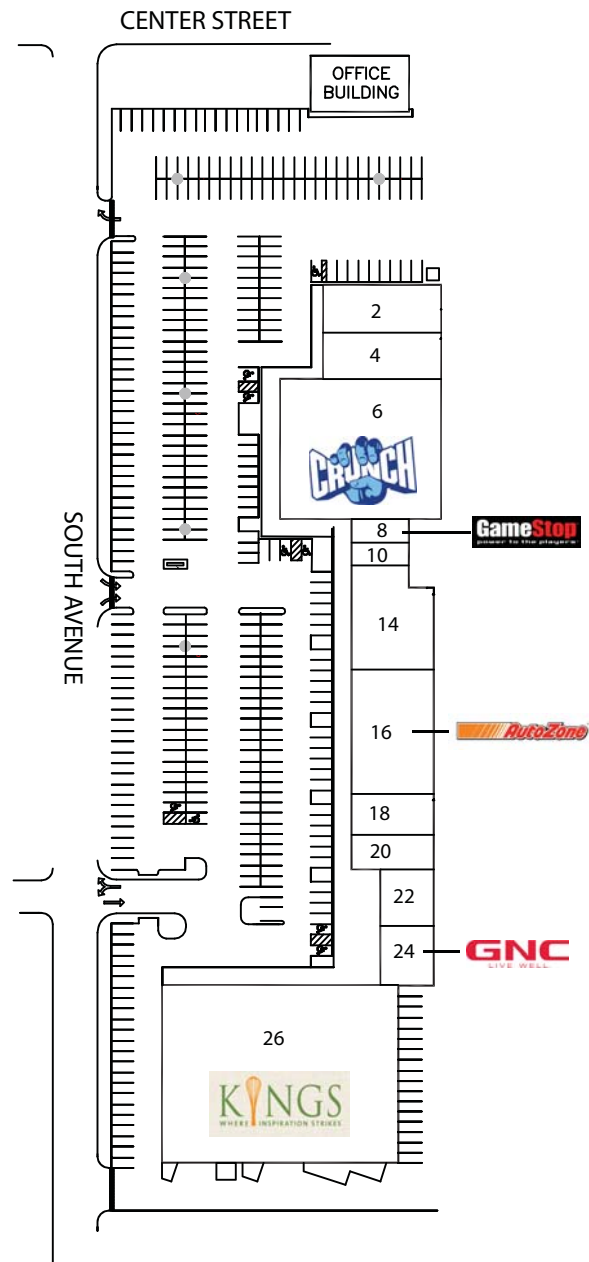 CENTER STREET
OFFICE
BUILDING
2
4
6
CRUNCH
8
GameStop
power to the players
10
SOUTH AVENUE
14
16
AutoZone
18
20
22
24
GNC
LIVE WELL.
26
KINGS
WHERE INSPIRATION STRIKES